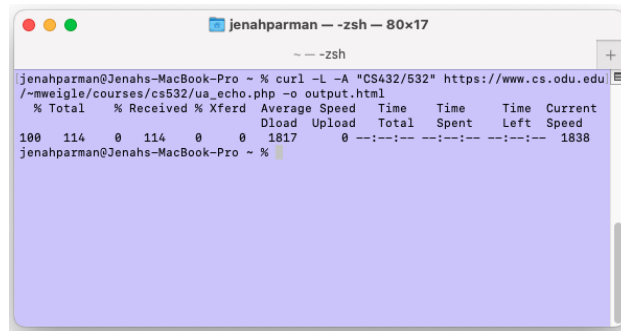 jenahparman — -zsh — 80×17
~ — -zsh
+
[jenahparman@Jenahs-MacBook-Pro ~ % curl -L -A "CS432/532" https://www.cs.odu.edu]
/~mweigle/courses/cs532/ua_echo.php -o output.html
% Total % Received % Xferd Average Speed Time Time Time Current
Dload Upload Total Spent Left Speed
100 114 0 114 0 0 1817 0 --:--:-- --:--:-- --:--:-- 1838
jenahparman@Jenahs-MacBook-Pro ~ %